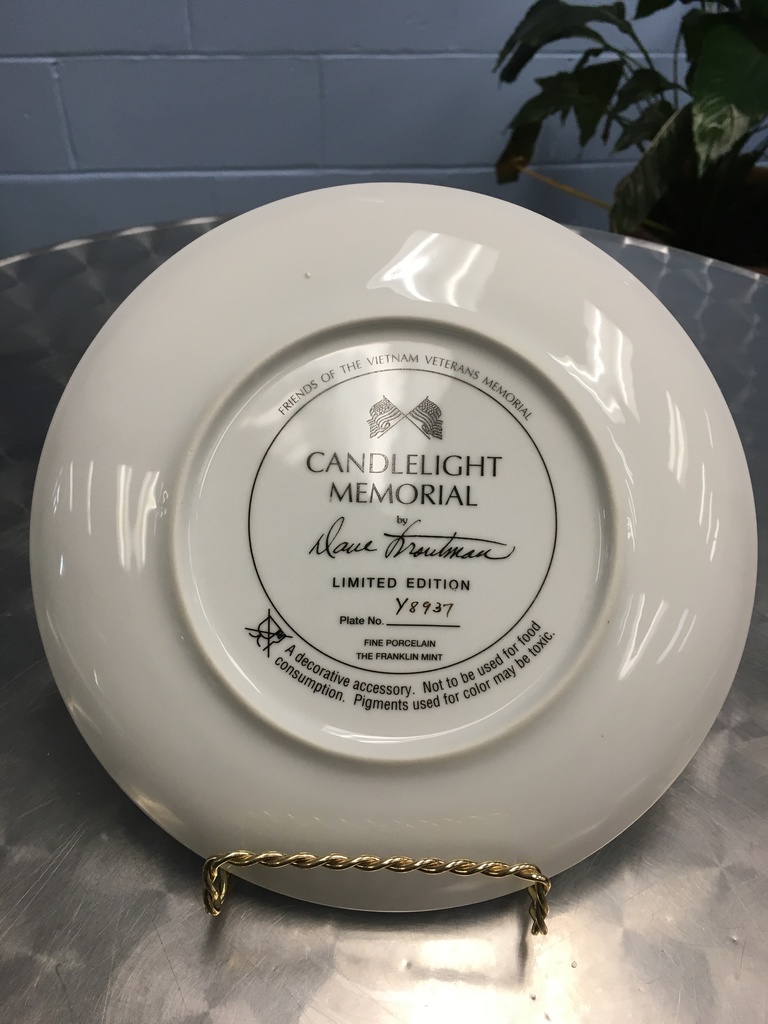 FRIENDS OF THE VIETNAM VETERANS MEMORIAL
CANDLELIGHT
MEMORIAL
by
Dave Troutman
LIMITED EDITION
Plate No. Y8937
FINE PORCELAIN
THE FRANKLIN MINT
A decorative accessory. Not to be used for food
consumption. Pigments used for color may be toxic.